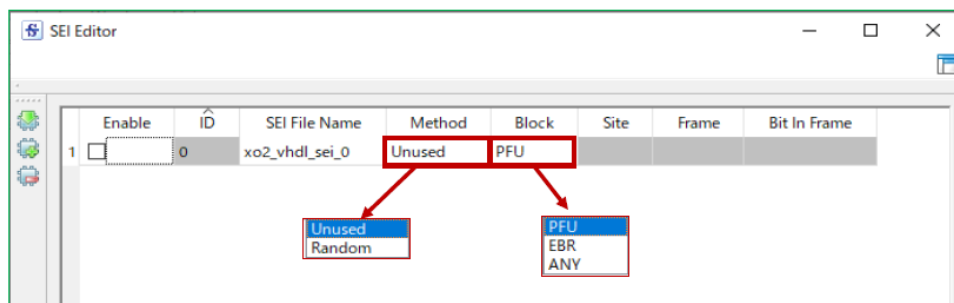 SEI Editor
Enable ID SEI File Name Method Block Site Frame Bit In Frame
1 0 xo2_vhdl_sei_0 Unused PFU
Unused
Random
PFU
EBR
ANY